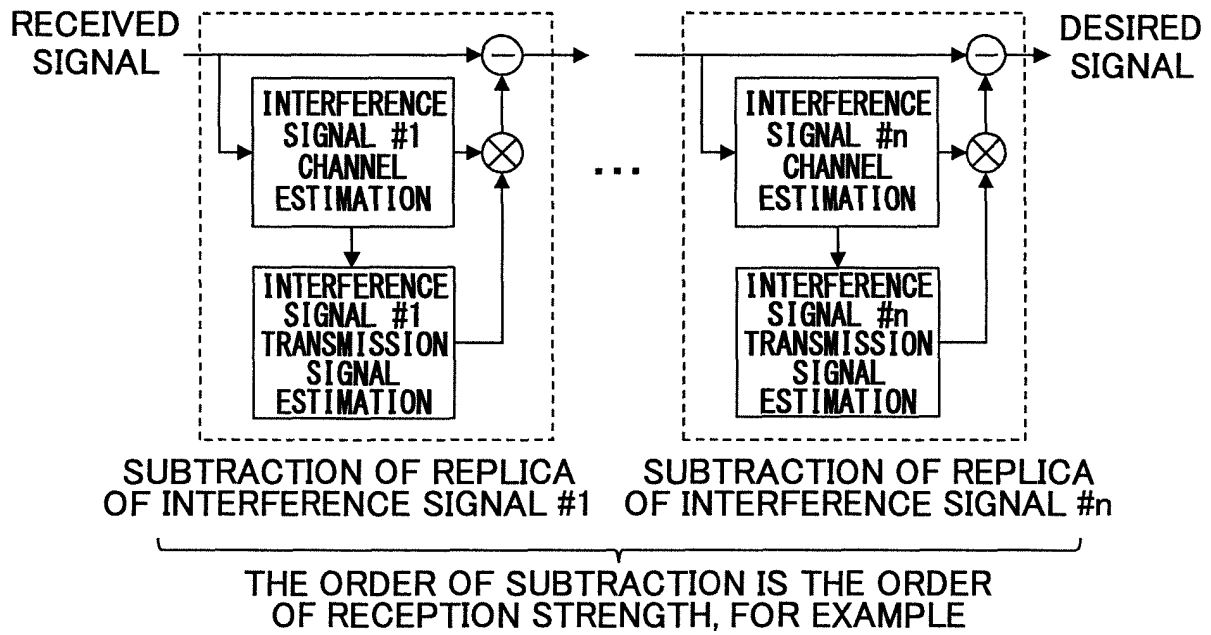 RECEIVED
SIGNAL
DESIRED
SIGNAL
INTERFERENCE
SIGNAL #1
CHANNEL
ESTIMATION
INTERFERENCE
SIGNAL #1
TRANSMISSION
SIGNAL
ESTIMATION
...
INTERFERENCE
SIGNAL #n
CHANNEL
ESTIMATION
INTERFERENCE
SIGNAL #n
TRANSMISSION
SIGNAL
ESTIMATION
SUBTRACTION OF REPLICA
OF INTERFERENCE SIGNAL #1
SUBTRACTION OF REPLICA
OF INTERFERENCE SIGNAL #n
THE ORDER OF SUBTRACTION IS THE ORDER
OF RECEPTION STRENGTH, FOR EXAMPLE